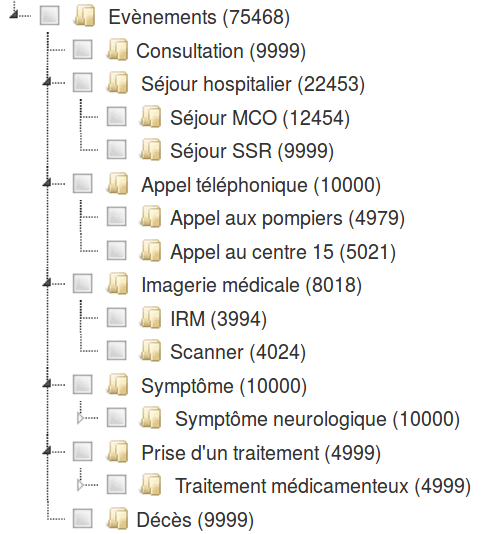 Evènements (75468)
Consultation (9999)
Séjour hospitalier (22453)
Séjour MCO (12454)
Séjour SSR (9999)
Appel téléphonique (10000)
Appel aux pompiers (4979)
Appel au centre 15 (5021)
Imagerie médicale (8018)
IRM (3994)
Scanner (4024)
Symptôme (10000)
Symptôme neurologique (10000)
Prise d'un traitement (4999)
Traitement médicamenteux (4999)
Décès (9999)